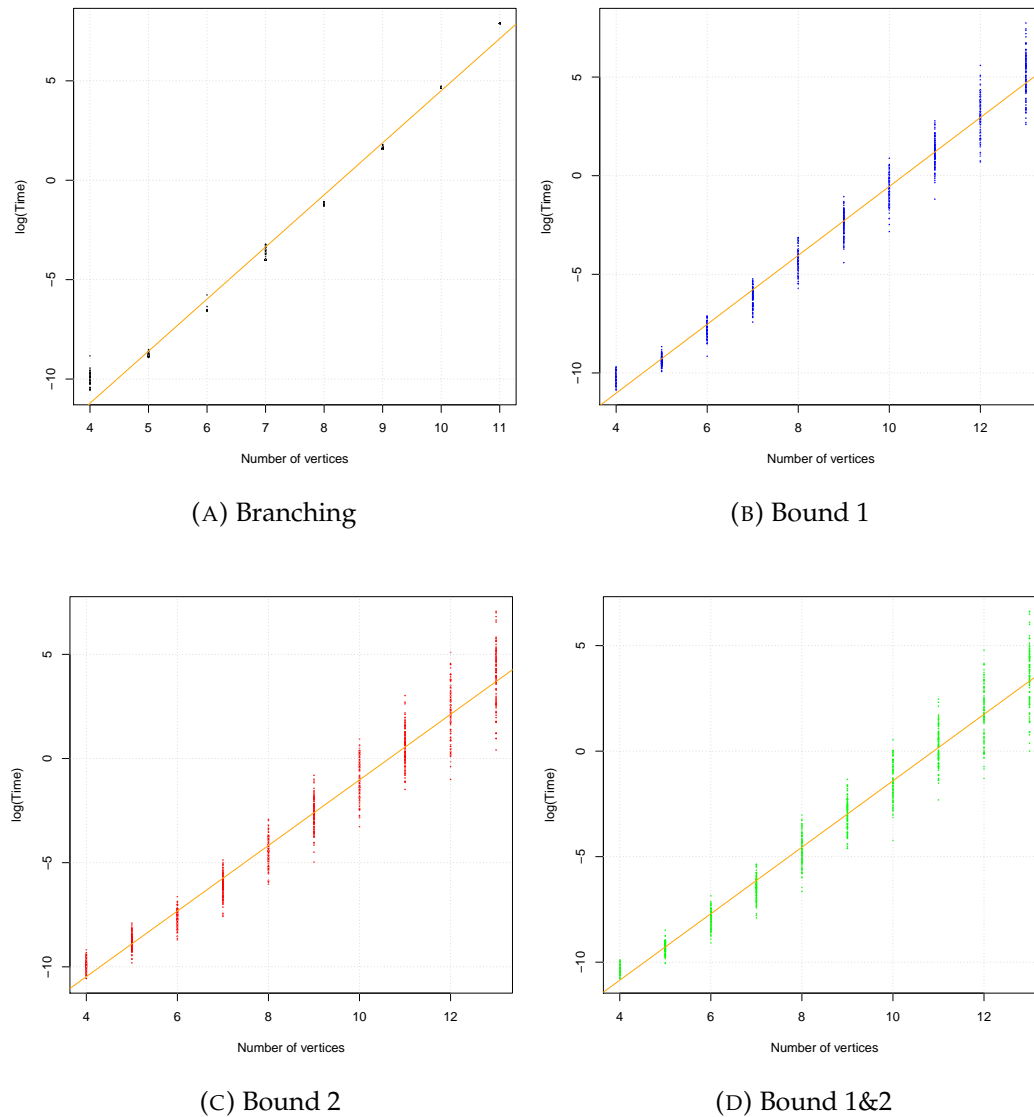 5
0
−5
−10
log(Time)
4 5 6 7 8 9 10 11
Number of vertices
(A) Branching
5
0
−5
−10
log(Time)
4 6 8 10 12
Number of vertices
(B) Bound 1
5
0
−5
−10
log(Time)
4 6 8 10 12
Number of vertices
(C) Bound 2
5
0
−5
−10
log(Time)
4 6 8 10 12
Number of vertices
(D) Bound 1&2